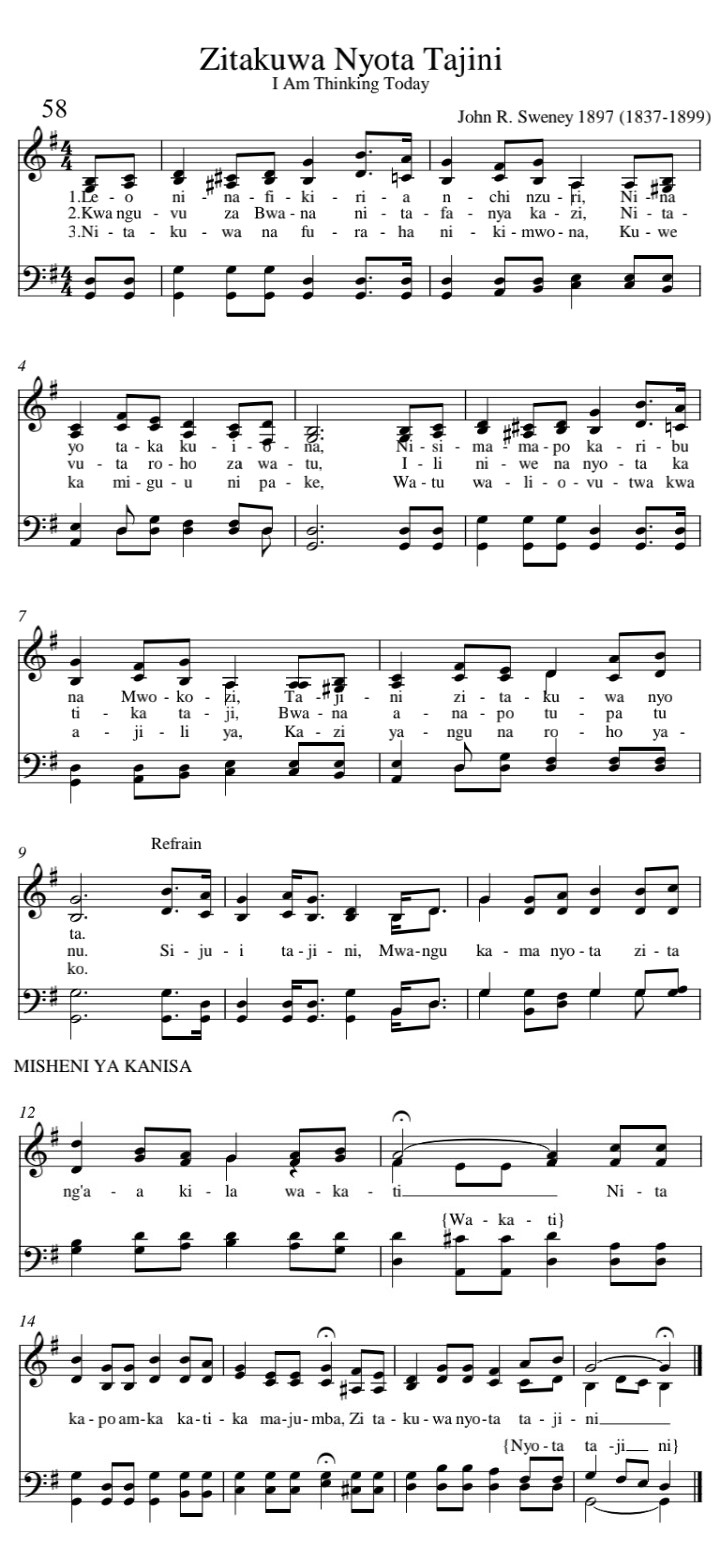 Zitakuwa Nyota Tajini
I Am Thinking Today
58
John R. Sweney 1897 (1837-1899)
1.Le - o ni - na - fi - ki - ri - a n - chi nzu - ri, Ni - na
2.Kwa ngu - vu za Bwa - na ni - ta - fa - nya ka - zi, Ni - ta -
3.Ni - ta - ku - wa na fu - ra - ha ni - ki - mwo - na, Ku - we
4
yo ta - ka ku - i - o - na, Ni - si - ma - ma - po ka - ri - bu
vu - ta ro - ho za wa - tu, I - li ni - we na nyo - ta ka
ka mi - gu - u ni pa - ke, Wa - tu wa - li - o - vu - twa kwa
7
na Mwo - ko - zi, Ta - ji - ni zi - ta - ku - wa nyo
ti - ka ta - ji, Bwa - na a - na - po tu - pa tu
a - ji - li ya, Ka - zi ya - ngu na ro - ho ya -
9
Refrain
ta.
nu. Si - ju - i ta - ji - ni, Mwa - ngu ka - ma nyo - ta zi - ta
ko.
MISHENI YA KANISA
12
ng'a - a ki - la wa - ka - ti Ni - ta
{Wa - ka - ti}
14
ka - po am - ka ka - ti - ka ma - ju - mba, Zi ta - ku - wa nyo - ta ta - ji - ni
{Nyo - ta ta - ji ni}